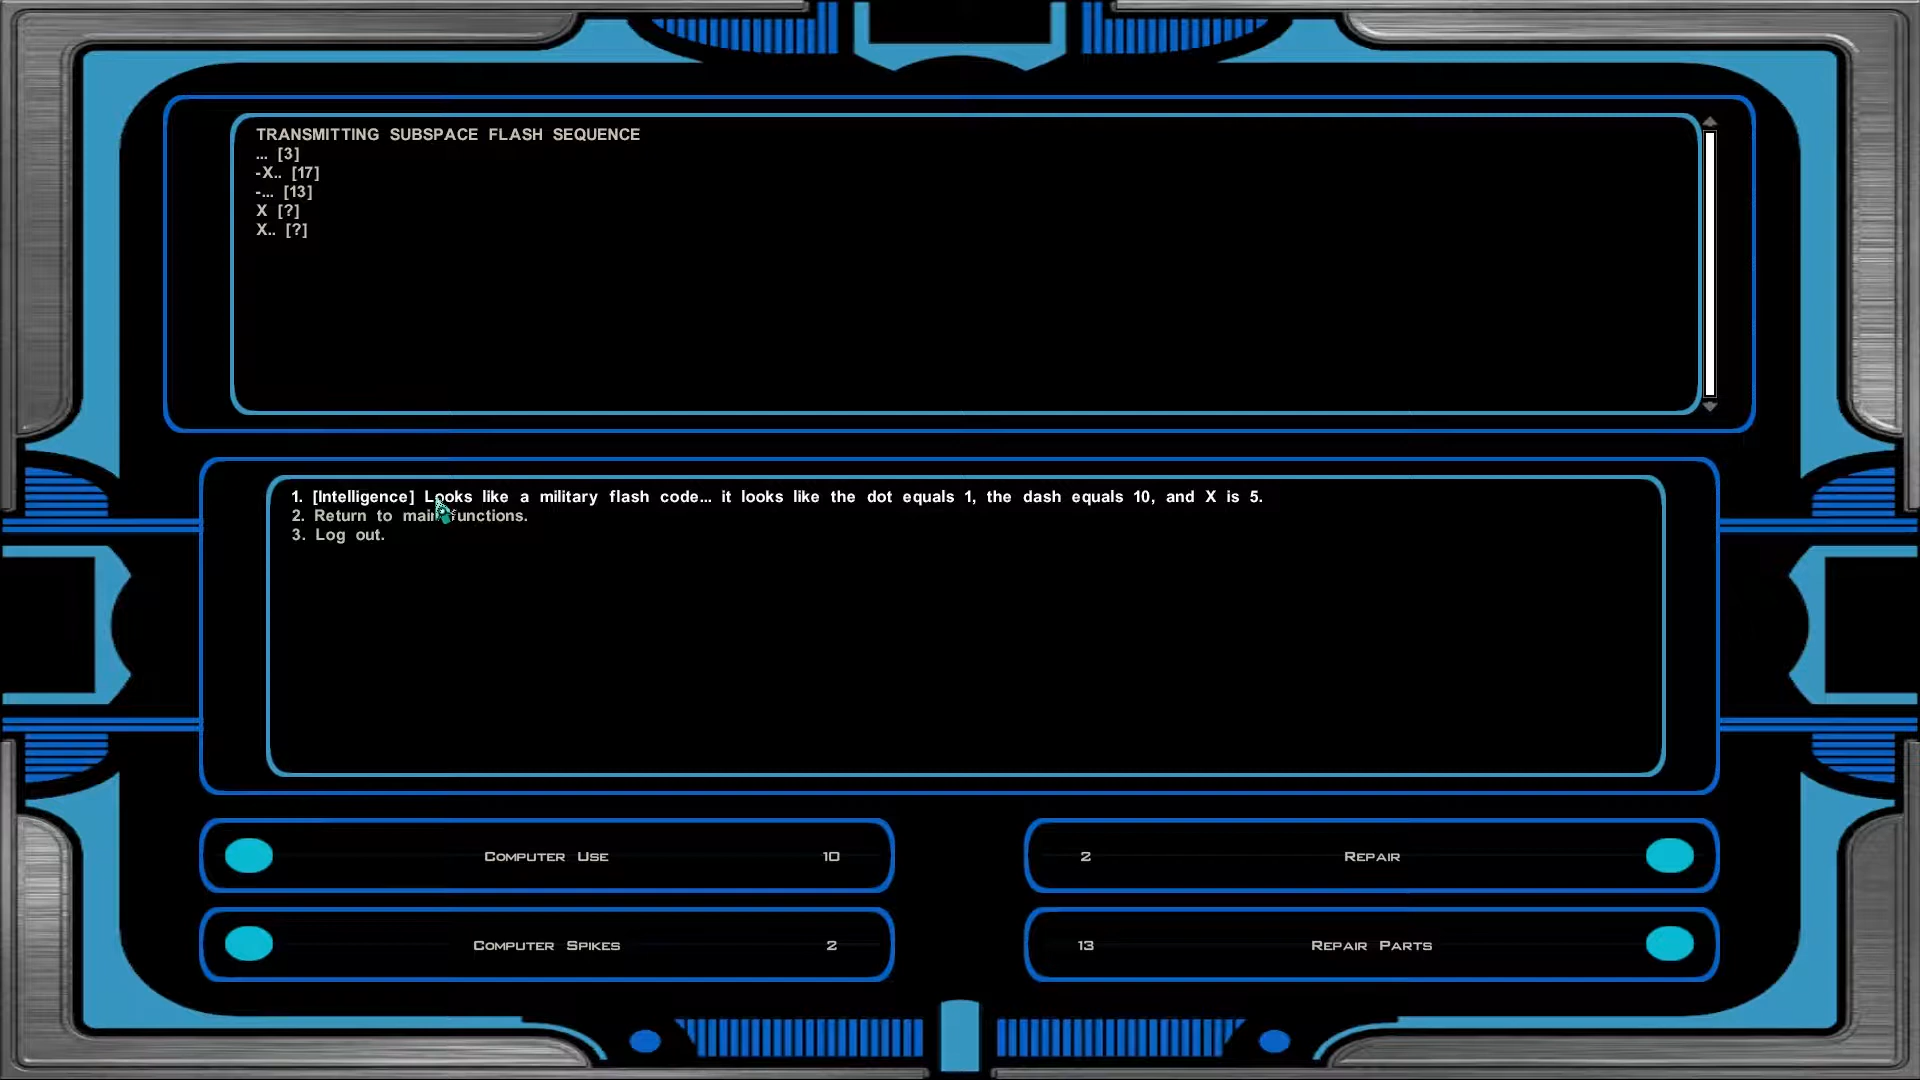 TRANSMITTING SUBSPACE FLASH SEQUENCE
... [3]
-X.. [17]
-... [13]
X [?]
X.. [?]
1. [Intelligence] Looks like a military flash code... it looks like the dot equals 1, the dash equals 10, and X is 5.
2. Return to main functions.
3. Log out.
COMPUTER USE 10
2 REPAIR
COMPUTER SPIKES 2
13 REPAIR PARTS